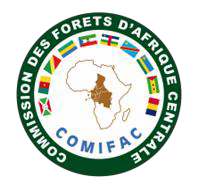 COMMISSION DES FORETS D'AFRIQUE CENTRALE
COMIFAC